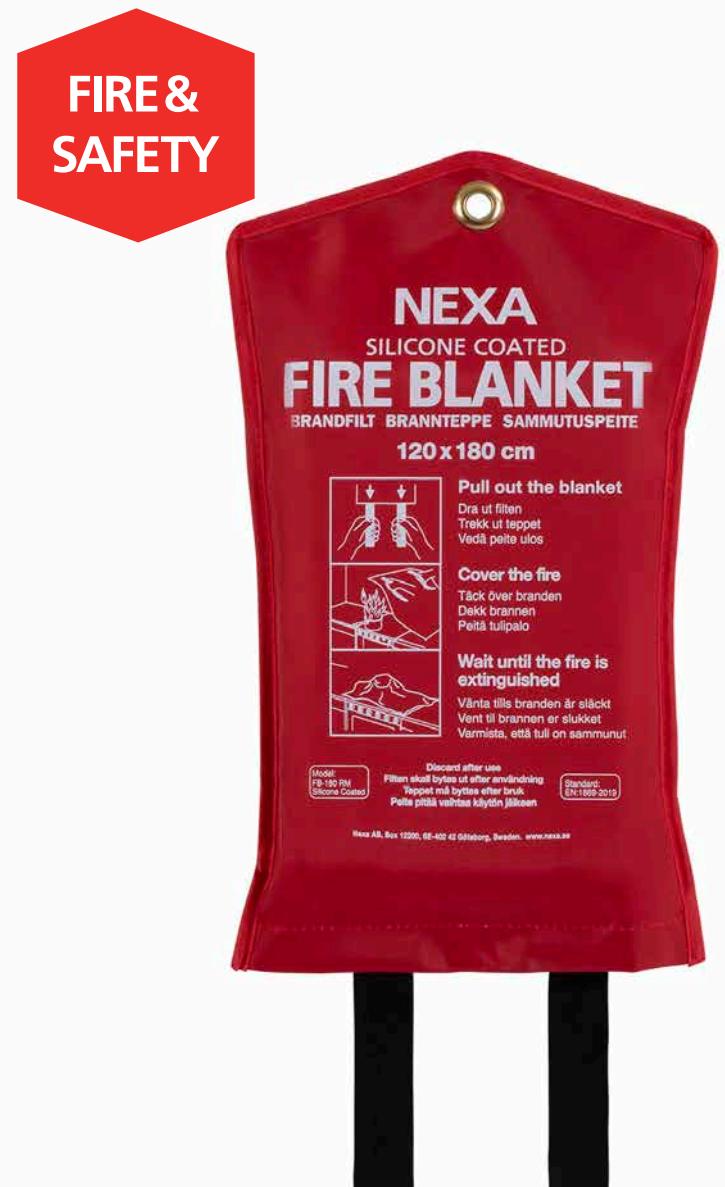 FIRE &
SAFETY
NEXA
SILICONE COATED
FIRE BLANKET
BRANDFILT BRANNTEPPE SAMMUTUSPEITE
120 x 180 cm
Pull out the blanket
Dra ut filten
Trekk ut teppet
Vedä peite ulos
Cover the fire
Täck över branden
Dekk brannen
Peitä tulipalo
Wait until the fire is
extinguished
Vänta tills branden är släckt
Vent til brannen er slukket
Varmista, että tuli on sammunut
Model:
FB-180 RM
Silicone Coated
Discard after use
Filten skall bytas ut efter användning
Teppet må byttes efter bruk
Peite pitää vaihtaa käytön jälkeen
Standard:
EN:1869-2019
Nexa AB, Box 12200, SE-402 42 Göteborg, Sweden. www.nexa.se